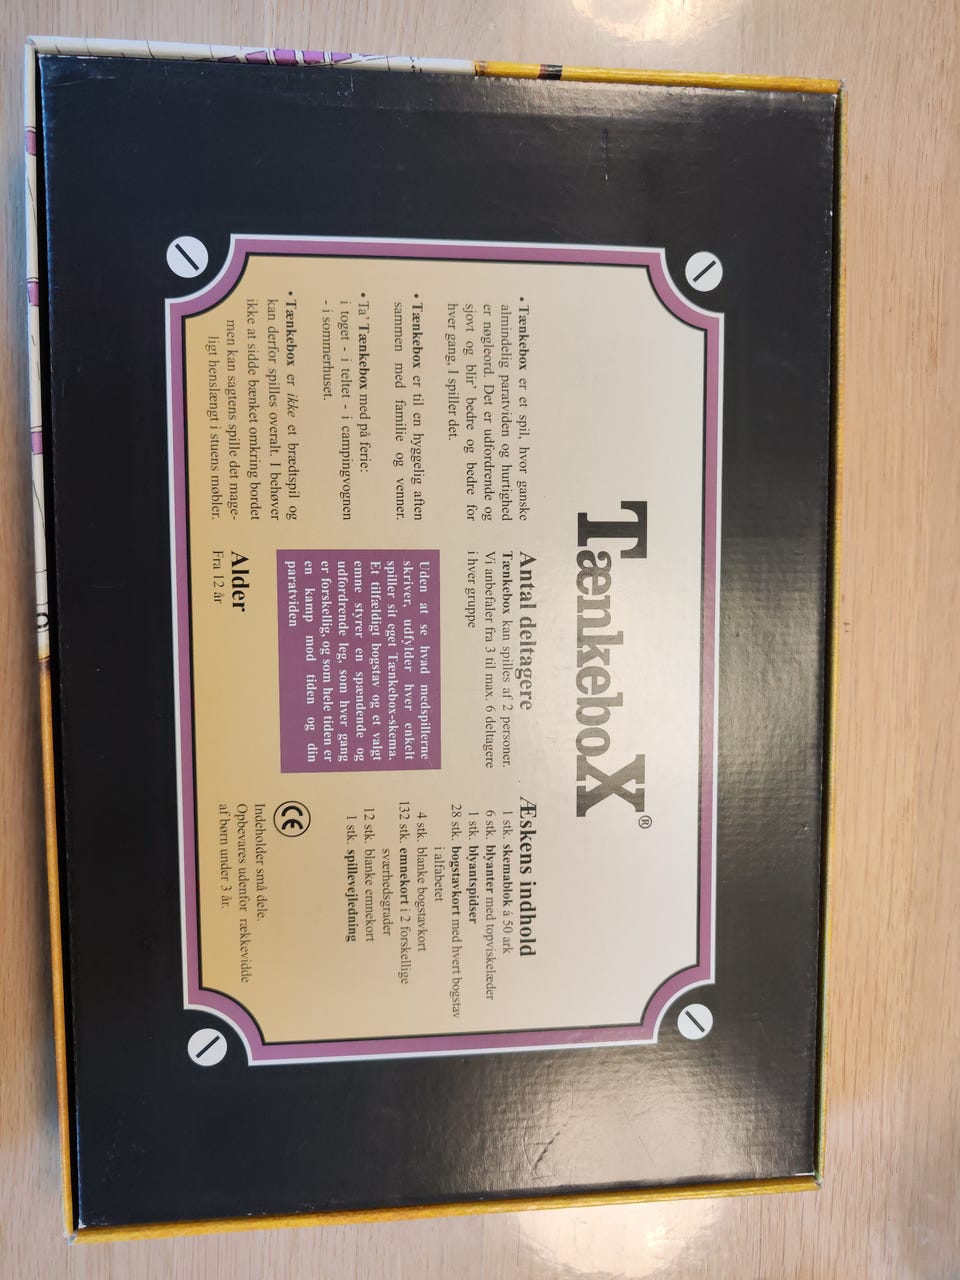 TænkeboX®
• Tænkebox er et spil, hvor ganske
almindelig paratviden og hurtighed
er nøgleord. Det er udfordrende og
sjovt og blir' bedre og bedre for
hver gang, I spiller det.
• Tænkebox er til en hyggelig aften
sammen med familie og venner.
• Ta' Tænkebox med på ferie:
i toget - i teltet - i campingvognen
- i sommerhuset.
• Tænkebox er ikke et brædtspil og
kan derfor spilles overalt. I behøver
ikke at sidde bænket omkring bordet
men kan sagtens spille det mage-
ligt henslængt i stuens møbler.
Antal deltagere
Tænkebox kan spilles af 2 personer.
Vi anbefaler fra 3 til max. 6 deltagere
i hver gruppe
Uden at se hvad medspillerne
skriver, udfylder hver enkelt
spiller sit eget Tænkebox-skema.
Et tilfældigt bogstav og et valgt
emne styrer en spændende og
udfordrende leg, som hver gang
er forskellig, og som hele tiden er
en kamp mod tiden og din
paratviden
Alder
Fra 12 år
Æskens indhold
1 stk. skemablok á 50 ark
6 stk. blyanter med topviskelæder
1 stk. blyantspidser
28 stk. bogstavkort med hvert bogstav
i alfabetet
4 stk. blanke bogstavkort
132 stk. emnekort i 2 forskellige
sværhedsgrader
12 stk. blanke emnekort
1 stk. spillevejledning
CE
Indeholder små dele.
Opbevares udenfor rækkevidde
af børn under 3 år.